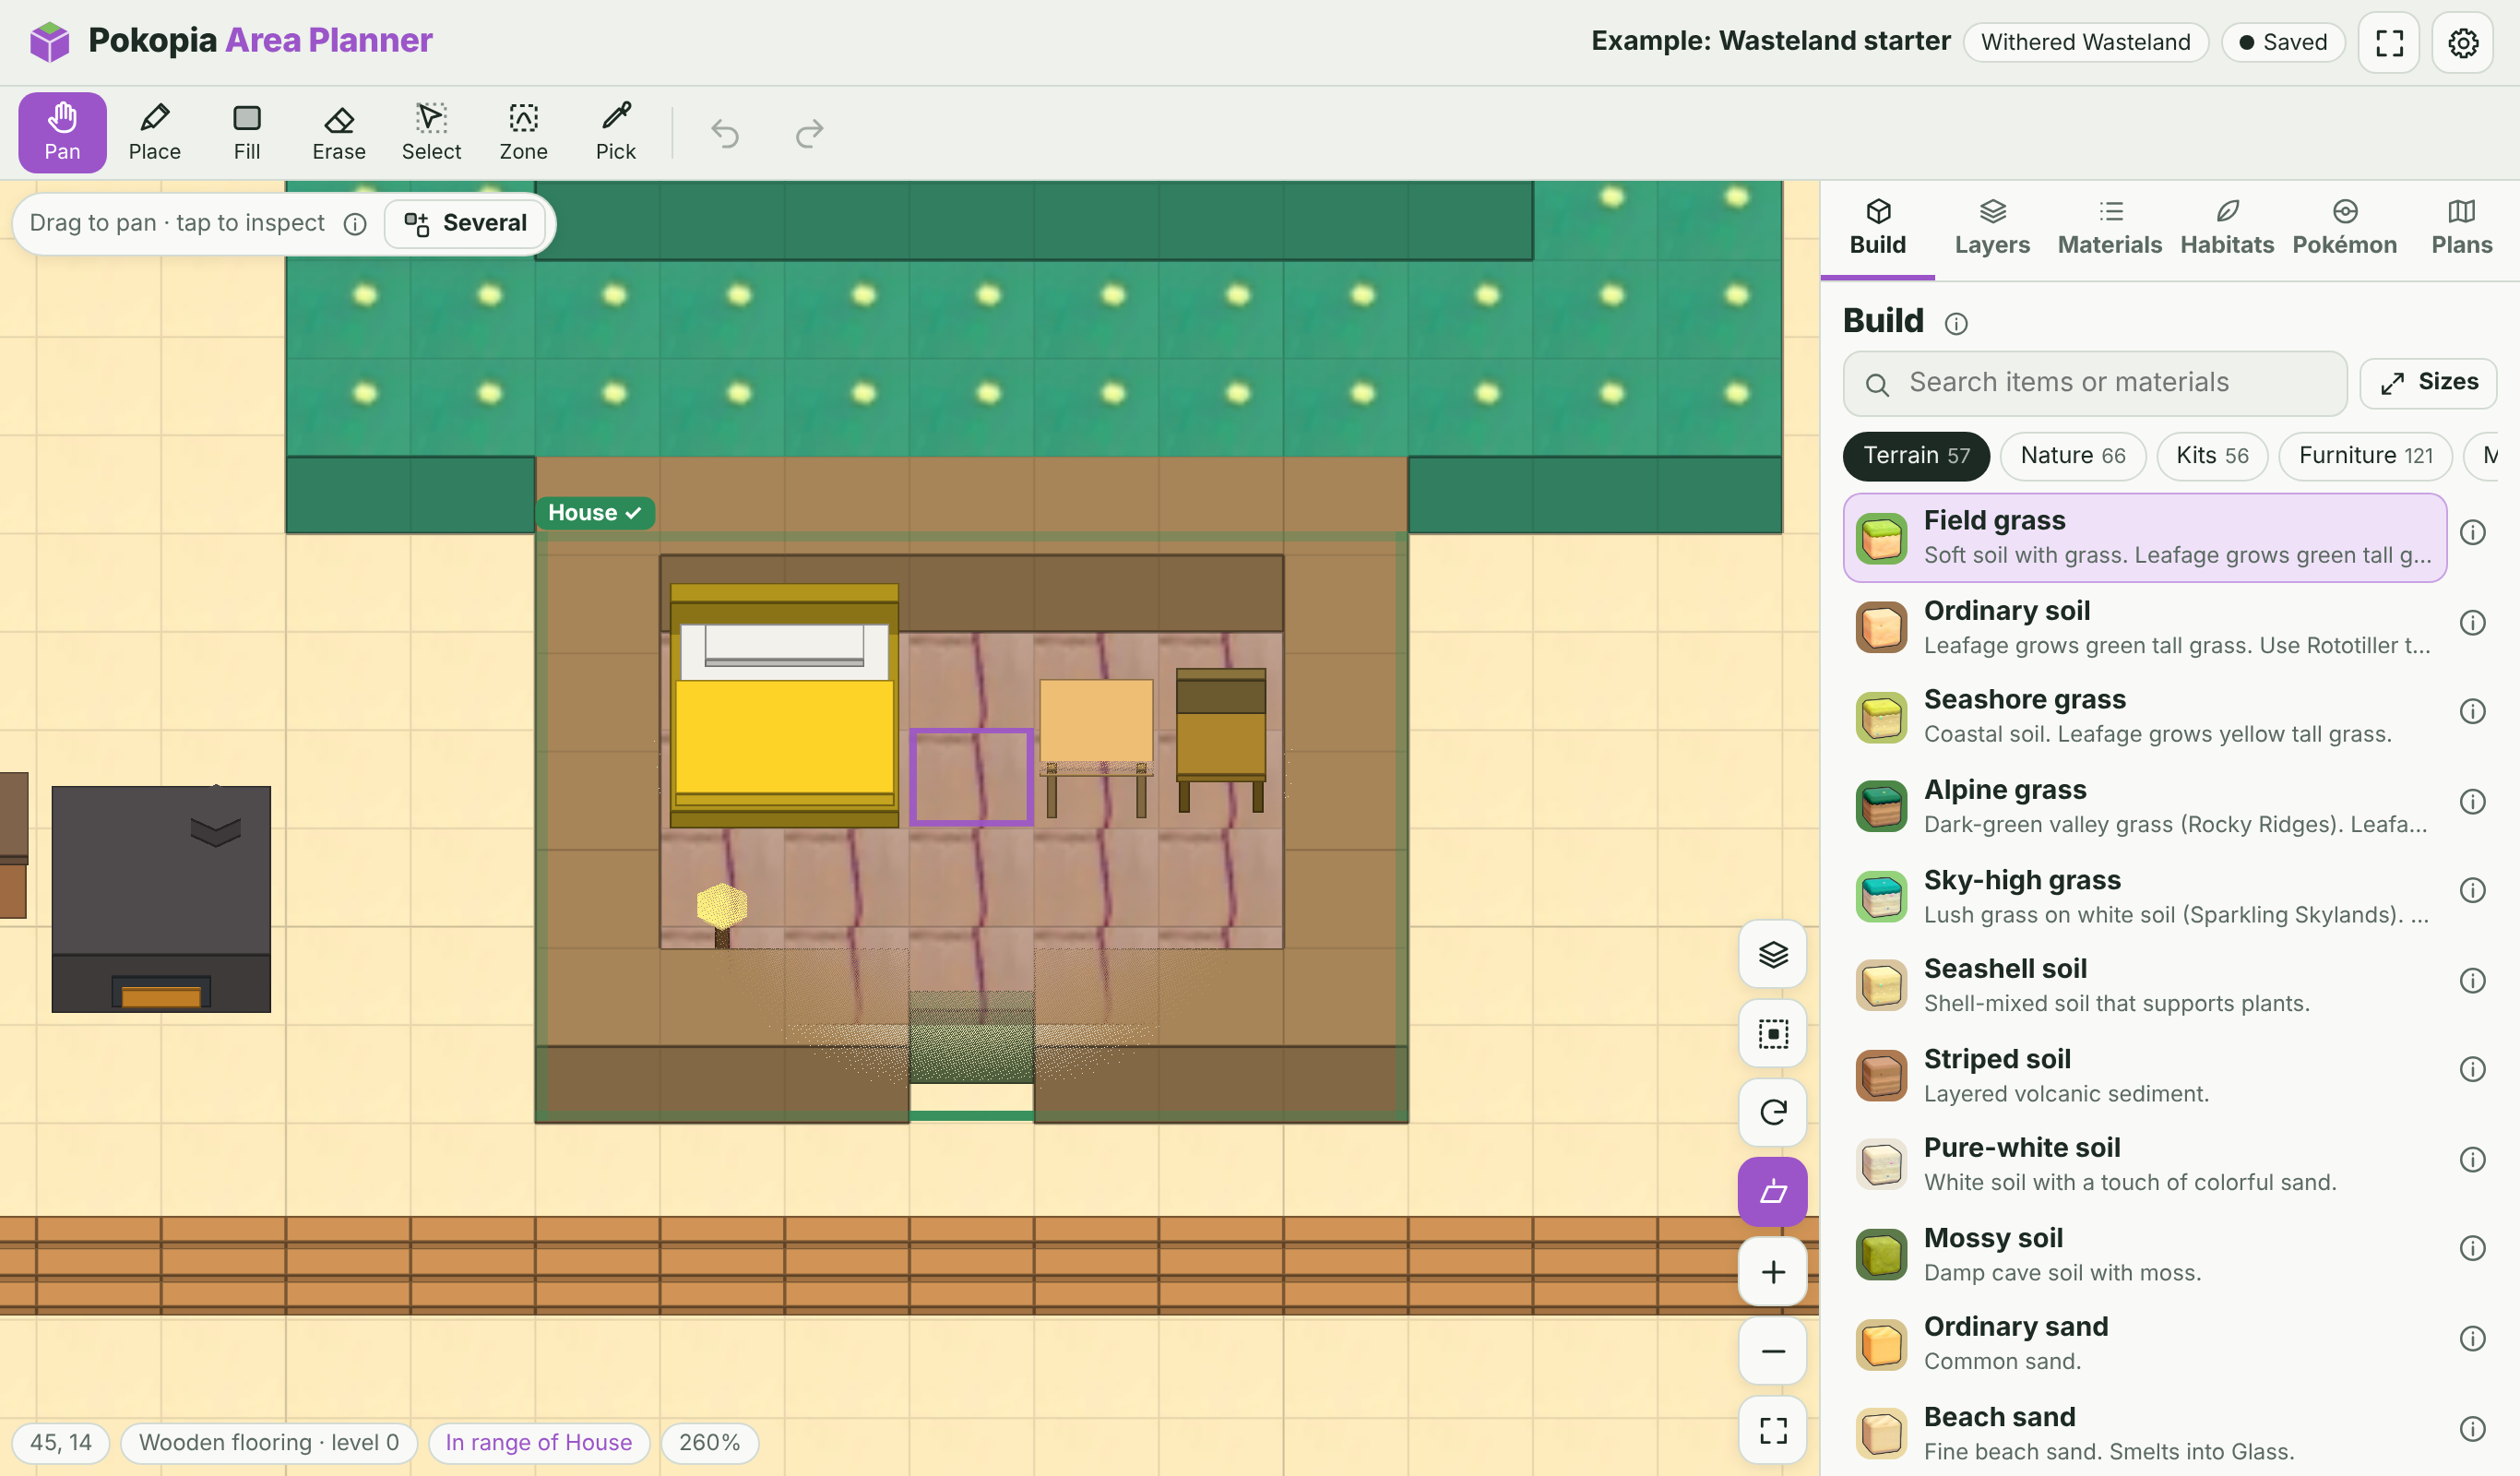 Pokopia Area Planner
Example: Wasteland starter
Withered Wasteland
Saved
Pan
Place
Fill
Erase
Select
Zone
Pick
Drag to pan · tap to inspect
Several
House
45, 14
Wooden flooring · level 0
In range of House
260%
Build
Layers
Materials
Habitats
Pokémon
Plans
Build
Search items or materials
Sizes
Terrain 57
Nature 66
Kits 56
Furniture 121
M
Field grass
Soft soil with grass. Leafage grows green tall g...
Ordinary soil
Leafage grows green tall grass. Use Rototiller t...
Seashore grass
Coastal soil. Leafage grows yellow tall grass.
Alpine grass
Dark-green valley grass (Rocky Ridges). Leafa...
Sky-high grass
Lush grass on white soil (Sparkling Skylands). ...
Seashell soil
Shell-mixed soil that supports plants.
Striped soil
Layered volcanic sediment.
Pure-white soil
White soil with a touch of colorful sand.
Mossy soil
Damp cave soil with moss.
Ordinary sand
Common sand.
Beach sand
Fine beach sand. Smelts into Glass.